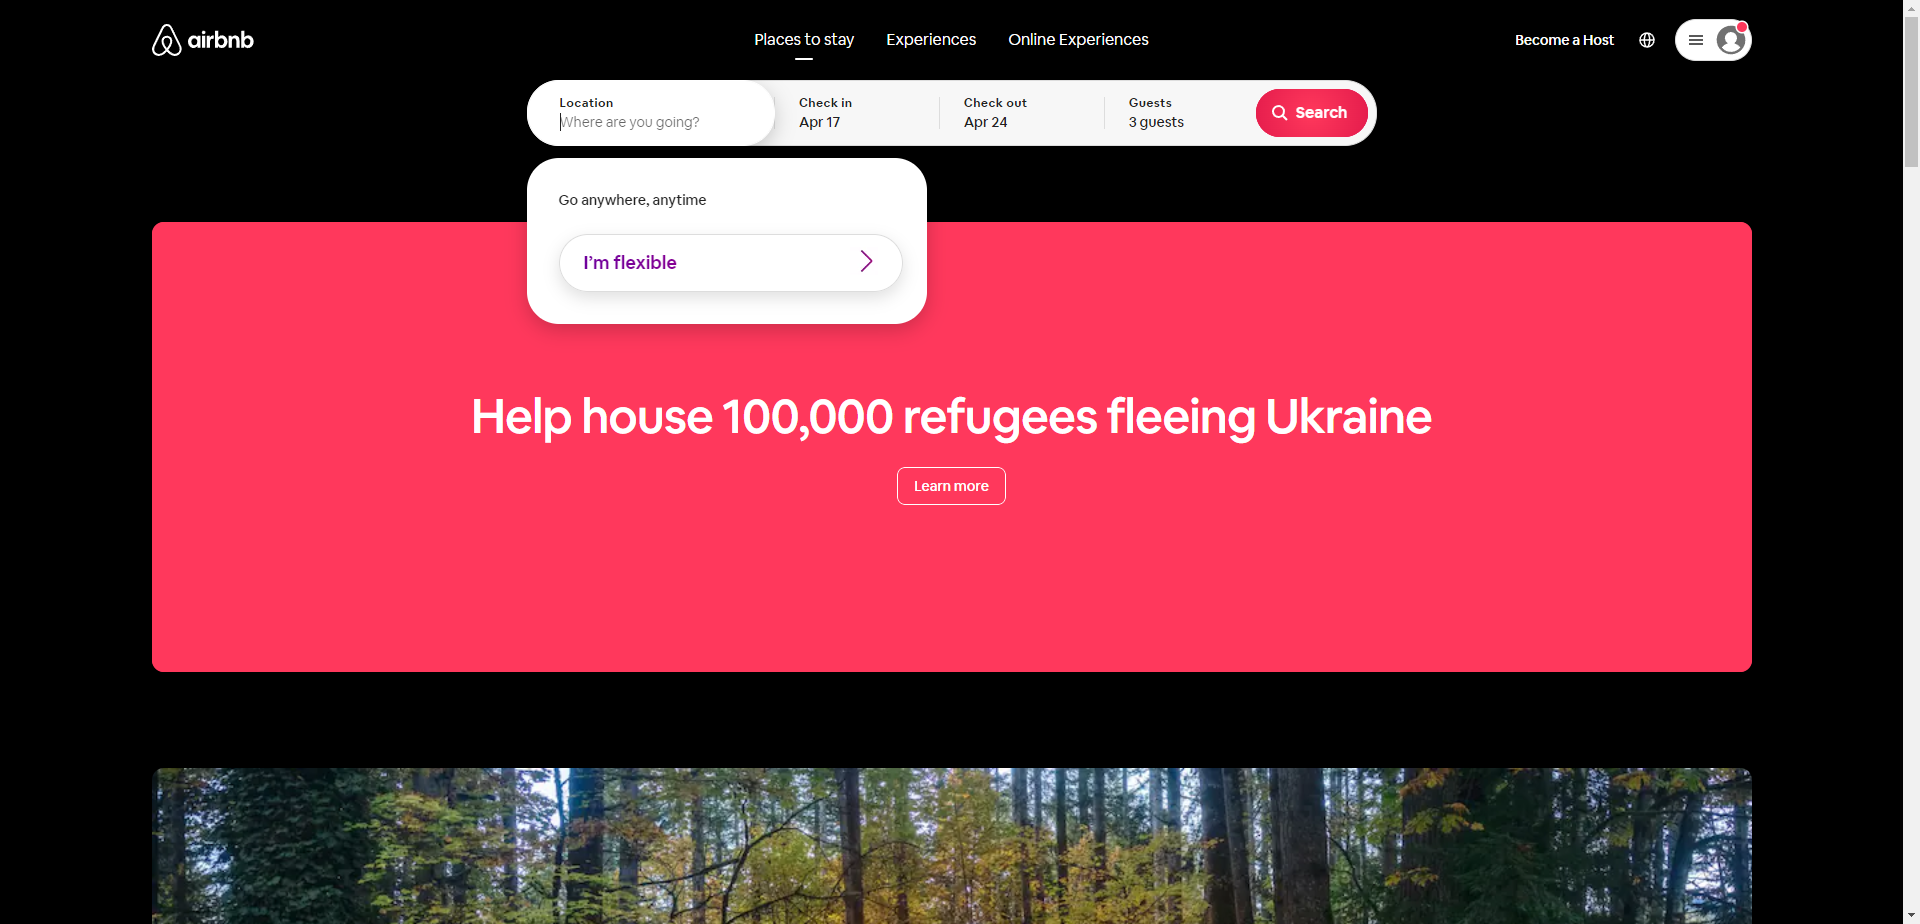 airbnb
Places to stay
Experiences
Online Experiences
Become a Host
Location
Where are you going?
Check in
Apr 17
Check out
Apr 24
Guests
3 guests
Search
Go anywhere, anytime
I'm flexible
Help house 100,000 refugees fleeing Ukraine
Learn more